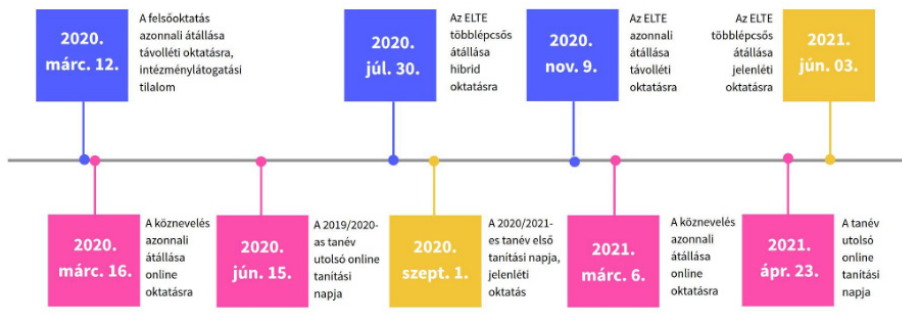 2020.
márc. 12.
A felsőoktatás
azonnali átállása
távolléti oktatásra,
intézménylátogatási
tilalom
2020.
júl. 30.
Az ELTE
többlépcsős
átállása
hibrid
oktatásra
2020.
nov. 9.
Az ELTE
azonnali
átállása
távolléti
oktatásra
Az ELTE
többlépcsős
átállása
jelenléti
oktatásra
2021.
jún. 03.
2020.
márc. 16.
A köznevelés
azonnali
átállása
online
oktatásra
2020.
jún. 15.
A 2019/2020-
as tanév
utolsó online
tanítási
napja
2020.
szept. 1.
A 2020/2021-
es tanév első
tanítási napja,
jelenléti
oktatás
2021.
márc. 6.
A köznevelés
azonnali
átállása
online
oktatásra
2021.
ápr. 23.
A tanév
utolsó
online
tanítási
napja